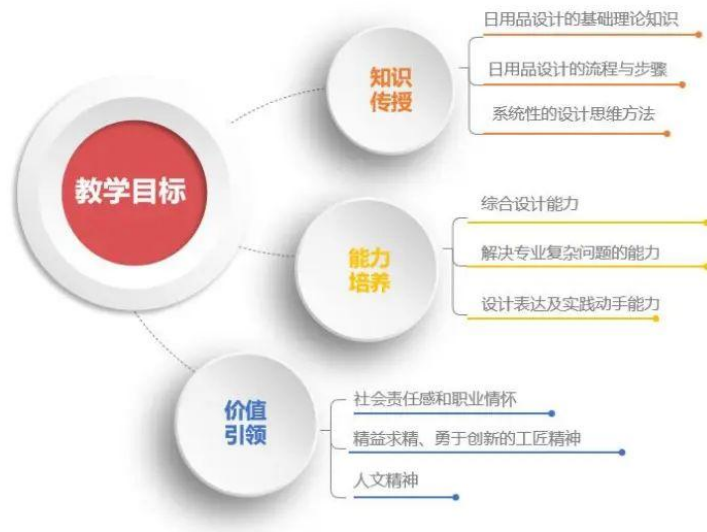 教学目标
知识
传授
日用品设计的基础理论知识
日用品设计的流程与步骤
系统性的设计思维方法
能力
培养
综合设计能力
解决专业复杂问题的能力
设计表达及实践动手能力
价值
引领
社会责任感和职业情怀
精益求精、勇于创新的工匠精神
人文精神